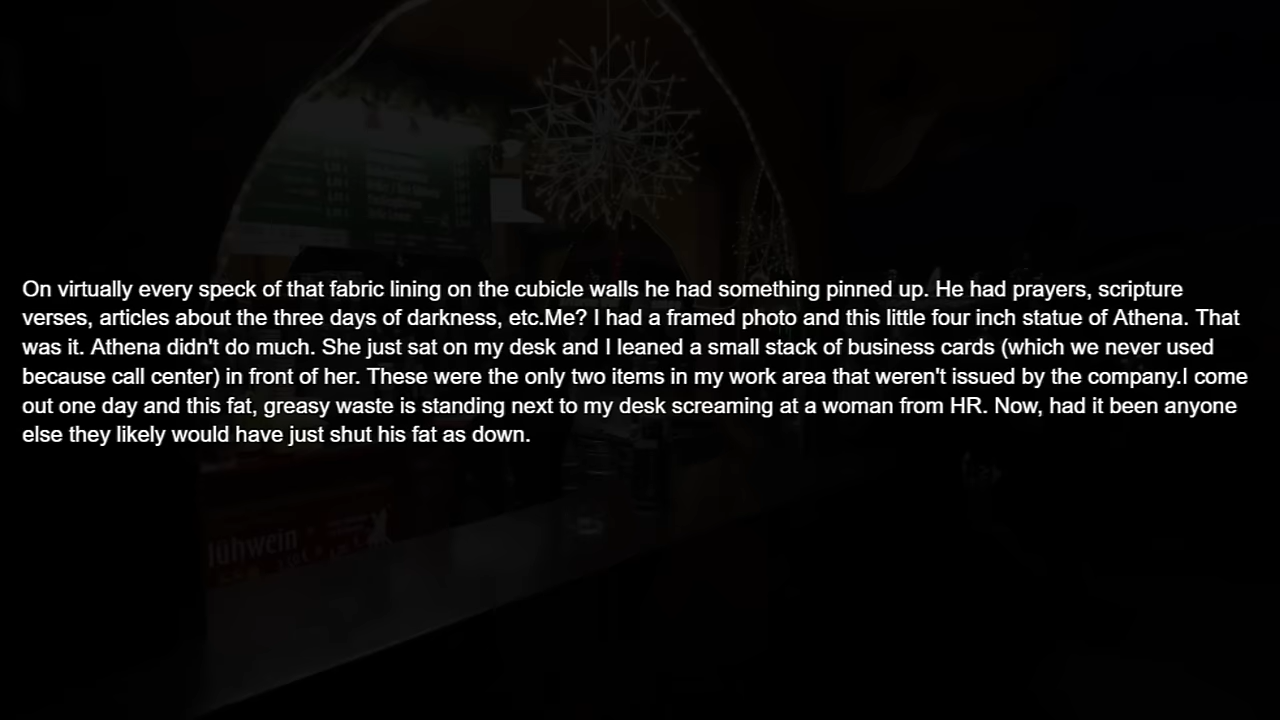 On virtually every speck of that fabric lining on the cubicle walls he had something pinned up. He had prayers, scripture
verses, articles about the three days of darkness, etc.Me? I had a framed photo and this little four inch statue of Athena. That
was it. Athena didn't do much. She just sat on my desk and I leaned a small stack of business cards (which we never used
because call center) in front of her. These were the only two items in my work area that weren't issued by the company.I come
out one day and this fat, greasy waste is standing next to my desk screaming at a woman from HR. Now, had it been anyone
else they likely would have just shut his fat as down.